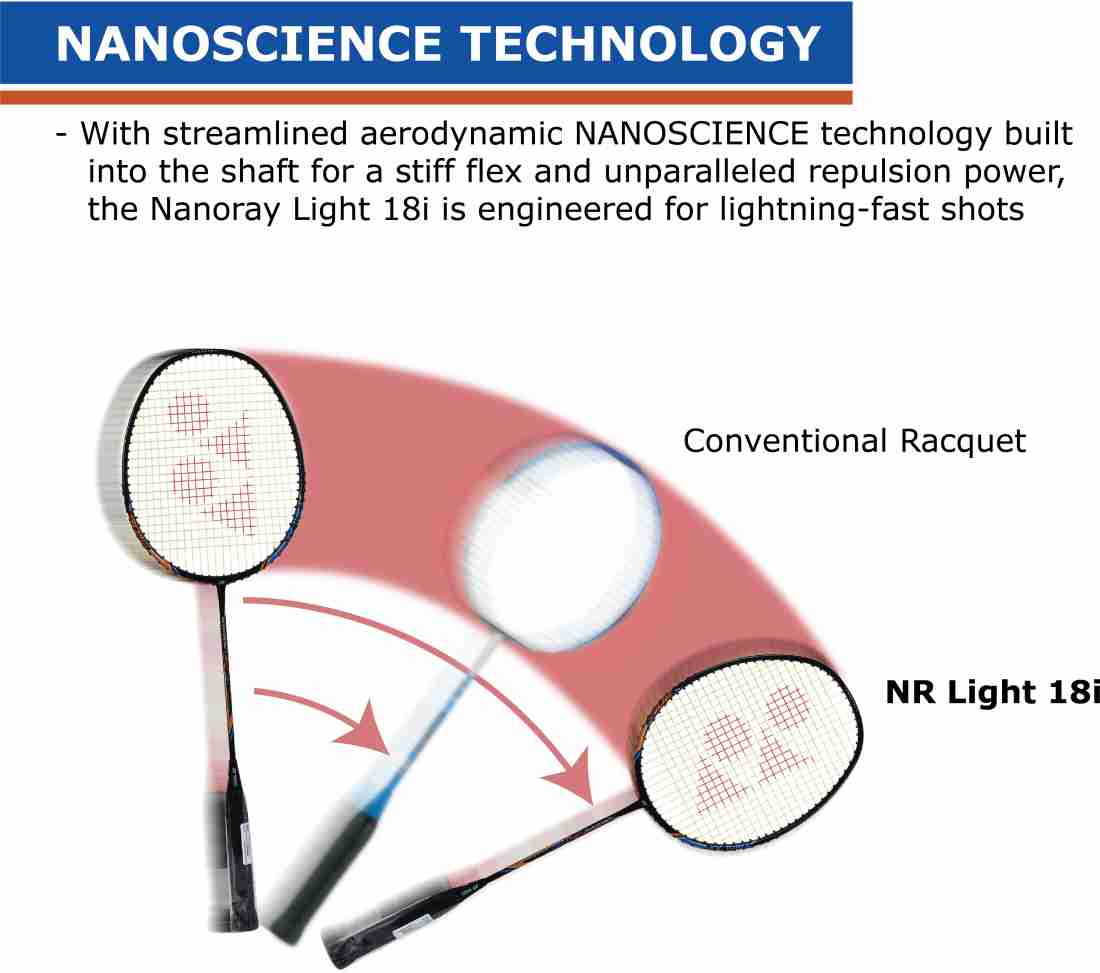 NANOSCIENCE TECHNOLOGY
- With streamlined aerodynamic NANOSCIENCE technology built
into the shaft for a stiff flex and unparalleled repulsion power,
the Nanoray Light 18i is engineered for lightning-fast shots
Conventional Racquet
NR Light 18i